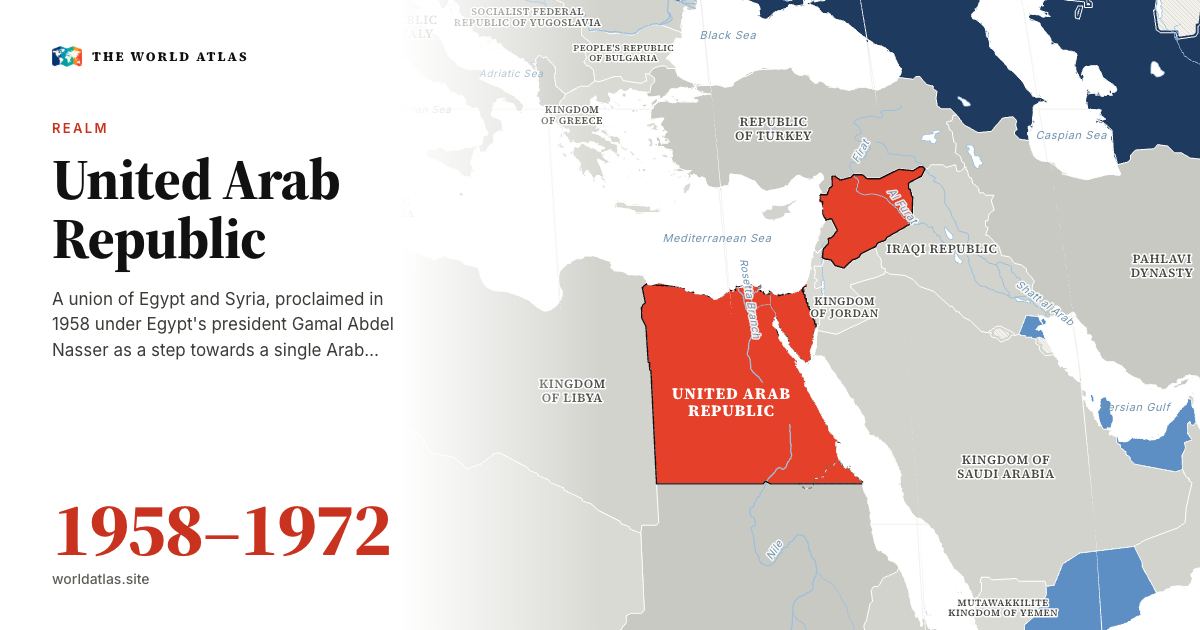 THE WORLD ATLAS
REALM
United Arab
Republic
A union of Egypt and Syria, proclaimed in
1958 under Egypt's president Gamal Abdel
Nasser as a step towards a single Arab...
1958–1972
worldatlas.site
SOCIALIST FEDERAL
REPUBLIC OF YUGOSLAVIA
PEOPLE'S REPUBLIC
OF BULGARIA
Black Sea
Adriatic Sea
KINGDOM
OF GREECE
REPUBLIC
OF TURKEY
Caspian Sea
Firat
Al Furat
Mediterranean Sea
IRAQI REPUBLIC
PAHLAVI
DYNASTY
Rosetta Branch
KINGDOM
OF JORDAN
Shatt al Arab
KINGDOM
OF LIBYA
UNITED ARAB
REPUBLIC
ersian Gulf
KINGDOM OF
SAUDI ARABIA
Nile
MUTAWAKKILITE
KINGDOM OF YEMEN